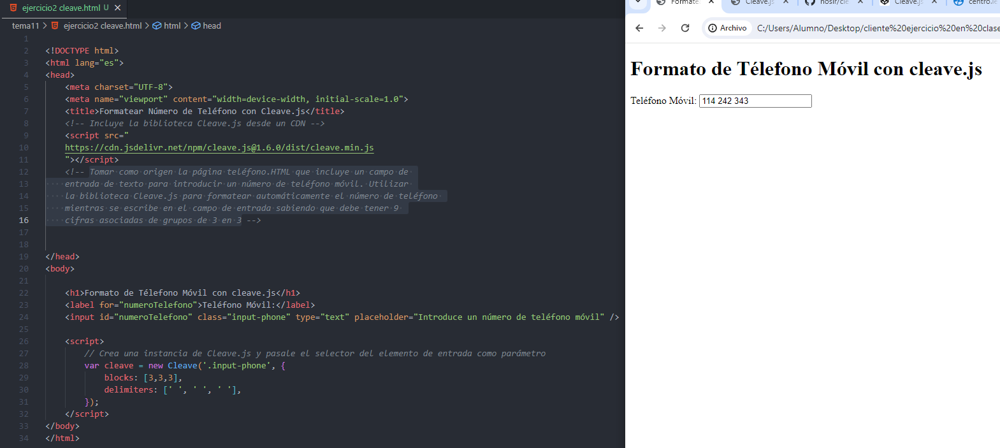 ejercicio2 cleave.html U
tema11 > ejercicio2 cleave.html > html > head
1
2 <!DOCTYPE html>
3 <html lang="es">
4 <head>
5 <meta charset="UTF-8">
6 <meta name="viewport" content="width=device-width, initial-scale=1.0">
7 <title>Formatear Número de Teléfono con Cleave.js</title>
8 <!-- Incluye la biblioteca Cleave.js desde un CDN -->
9 <script src="
10 https://cdn.jsdelivr.net/npm/cleave.js@1.6.0/dist/cleave.min.js
11 "></script>
12 <!-- Tomar como origen la página teléfono.HTML que incluye un campo de
13 entrada de texto para introducir un número de teléfono móvil. Utilizar
14 la biblioteca Cleave.js para formatear automáticamente el número de teléfono
15 mientras se escribe en el campo de entrada sabiendo que debe tener 9
16 cifras asociadas de grupos de 3 en 3 -->
17
18
19 </head>
20 <body>
21
22 <h1>Formato de Télefono Móvil con cleave.js</h1>
23 <label for="numeroTelefono">Teléfono Móvil:</label>
24 <input id="numeroTelefono" class="input-phone" type="text" placeholder="Introduce un número de teléfono móvil" />
25
26 <script>
27 // Crea una instancia de Cleave.js y pasale el selector del elemento de entrada como parámetro
28 var cleave = new Cleave('.input-phone', {
29 blocks: [3,3,3],
30 delimiters: [' ', ' ', ' '],
31 });
32 </script>
33 </body>
34 </html>
Formate
Cleave.js
nosir/cle
Cleave.js
centro.le
Archivo C:/Users/Alumno/Desktop/cliente%20ejercicio%20en%20clase
Formato de Télefono Móvil con cleave.js
Teléfono Móvil: 114 242 343